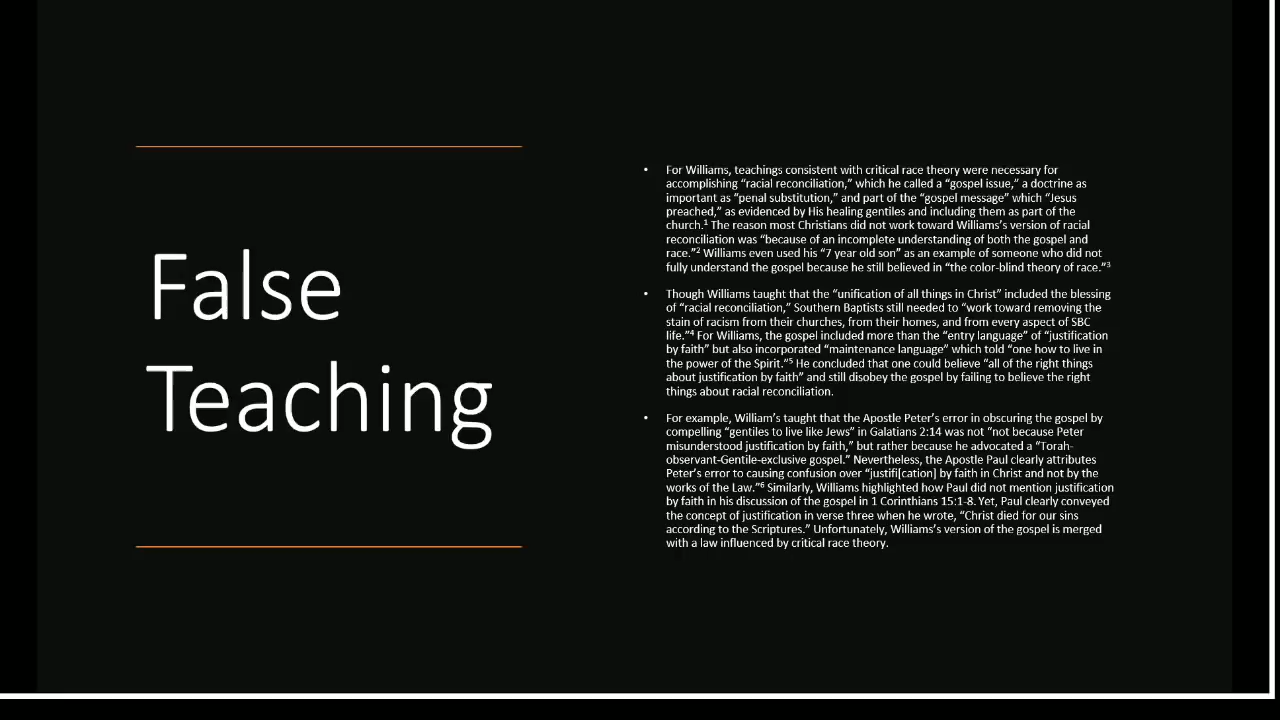 False
Teaching
• For Williams, teachings consistent with critical race theory were necessary for
accomplishing “racial reconciliation,” which he called a “gospel issue,” a doctrine as
important as “penal substitution,” and part of the “gospel message” which “Jesus
preached,” as evidenced by His healing gentiles and including them as part of the
church.¹ The reason most Christians did not work toward Williams’s version of racial
reconciliation was “because of an incomplete understanding of both the gospel and
race.”² Williams even used his “7 year old son” as an example of someone who did not
fully understand the gospel because he still believed in “the color-blind theory of race.”³
• Though Williams taught that the “unification of all things in Christ” included the blessing
of “racial reconciliation,” Southern Baptists still needed to “work toward removing the
stain of racism from their churches, from their homes, and from every aspect of SBC
life.”⁴ For Williams, the gospel included more than the “entry language” of “justification
by faith” but also incorporated “maintenance language” which told “one how to live in
the power of the Spirit.”⁵ He concluded that one could believe “all of the right things
about justification by faith” and still disobey the gospel by failing to believe the right
things about racial reconciliation.
• For example, William’s taught that the Apostle Peter’s error in obscuring the gospel by
compelling “gentiles to live like Jews” in Galatians 2:14 was not “not because Peter
misunderstood justification by faith,” but rather because he advocated a “Torah-
observant-Gentile-exclusive gospel.” Nevertheless, the Apostle Paul clearly attributes
Peter’s error to causing confusion over “justifi[cation] by faith in Christ and not by the
works of the Law.”⁶ Similarly, Williams highlighted how Paul did not mention justification
by faith in his discussion of the gospel in 1 Corinthians 15:1-8. Yet, Paul clearly conveyed
the concept of justification in verse three when he wrote, “Christ died for our sins
according to the Scriptures.” Unfortunately, Williams’s version of the gospel is merged
with a law influenced by critical race theory.